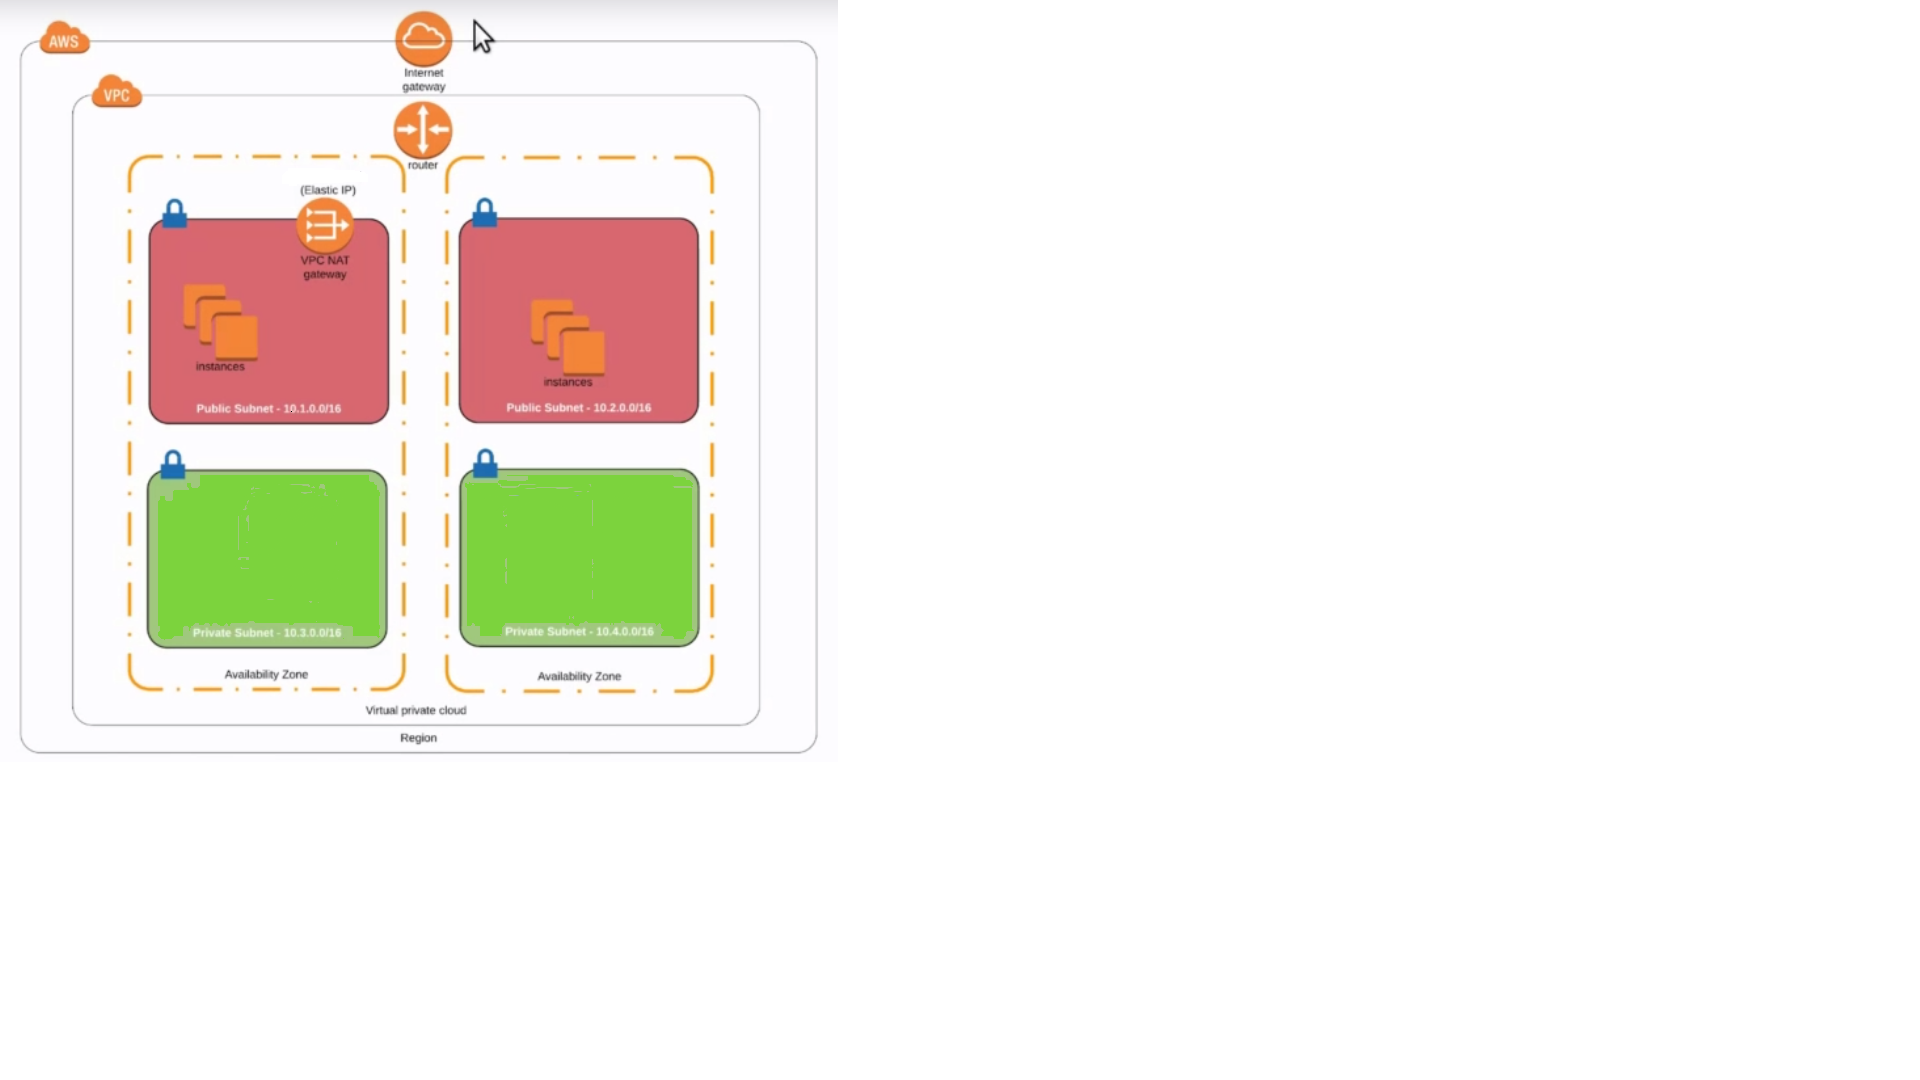 AWS
Internet
gateway
VPC
router
(Elastic IP)
VPC NAT
gateway
instances
instances
Public Subnet - 10.1.0.0/16
Public Subnet - 10.2.0.0/16
Private Subnet - 10.3.0.0/16
Private Subnet - 10.4.0.0/16
Availability Zone
Availability Zone
Virtual private cloud
Region